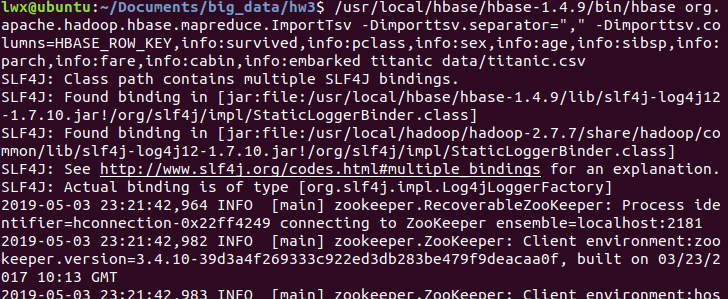 lwx@ubuntu:~/Documents/big_data/hw3$ /usr/local/hbase/hbase-1.4.9/bin/hbase org.
apache.hadoop.hbase.mapreduce.ImportTsv -Dimporttsv.separator="," -Dimporttsv.co
lumns=HBASE_ROW_KEY,info:survived,info:pclass,info:sex,info:age,info:sibsp,info:
parch,info:fare,info:cabin,info:embarked titanic data/titanic.csv
SLF4J: Class path contains multiple SLF4J bindings.
SLF4J: Found binding in [jar:file:/usr/local/hbase/hbase-1.4.9/lib/slf4j-log4j12
-1.7.10.jar!/org/slf4j/impl/StaticLoggerBinder.class]
SLF4J: Found binding in [jar:file:/usr/local/hadoop/hadoop-2.7.7/share/hadoop/co
mmon/lib/slf4j-log4j12-1.7.10.jar!/org/slf4j/impl/StaticLoggerBinder.class]
SLF4J: See http://www.slf4j.org/codes.html#multiple_bindings for an explanation.
SLF4J: Actual binding is of type [org.slf4j.impl.Log4jLoggerFactory]
2019-05-03 23:21:42,964 INFO  [main] zookeeper.RecoverableZooKeeper: Process ide
ntifier=hconnection-0x22ff4249 connecting to ZooKeeper ensemble=localhost:2181
2019-05-03 23:21:42,982 INFO  [main] zookeeper.ZooKeeper: Client environment:zoo
keeper.version=3.4.10-39d3a4f269333c922ed3db283be479f9deacaa0f, built on 03/23/2
017 10:13 GMT
2019-05-03 23:21:42,983 INFO  [main] zookeeper.ZooKeeper: Client environment:hos